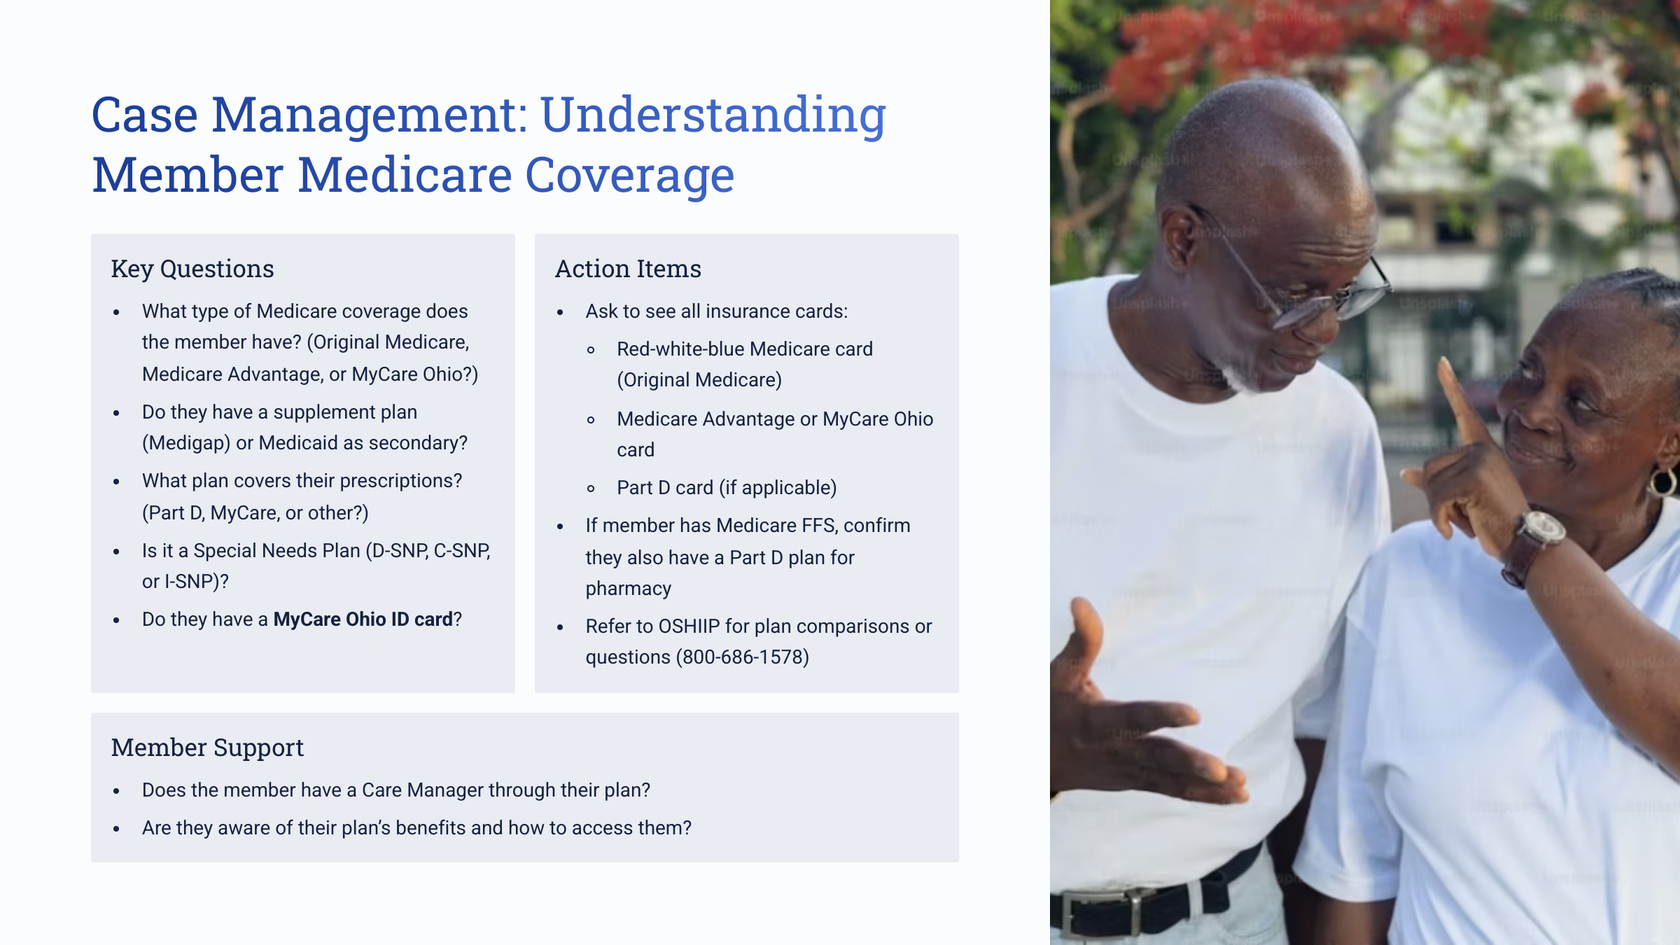 Case Management: Understanding
Member Medicare Coverage
Key Questions
• What type of Medicare coverage does
the member have? (Original Medicare,
Medicare Advantage, or MyCare Ohio?)
• Do they have a supplement plan
(Medigap) or Medicaid as secondary?
• What plan covers their prescriptions?
(Part D, MyCare, or other?)
• Is it a Special Needs Plan (D-SNP, C-SNP,
or I-SNP)?
• Do they have a MyCare Ohio ID card?
Action Items
• Ask to see all insurance cards:
◦ Red-white-blue Medicare card
(Original Medicare)
◦ Medicare Advantage or MyCare Ohio
card
◦ Part D card (if applicable)
• If member has Medicare FFS, confirm
they also have a Part D plan for
pharmacy
• Refer to OSHIIP for plan comparisons or
questions (800-686-1578)
Member Support
• Does the member have a Care Manager through their plan?
• Are they aware of their plan’s benefits and how to access them?
Unsplash+